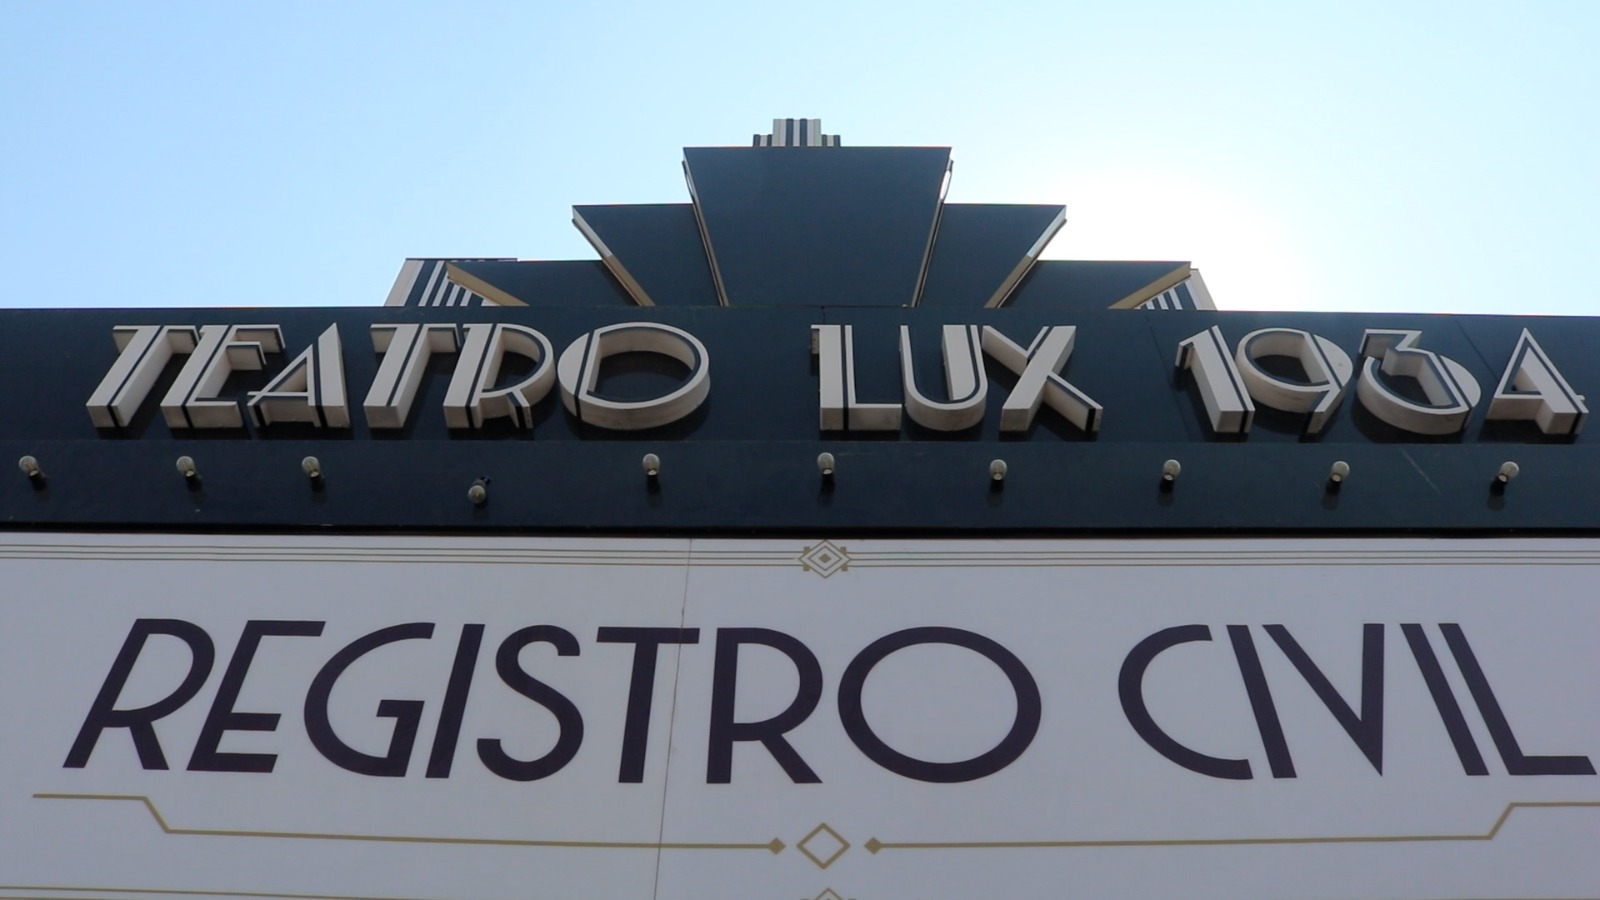 TEATRO LUX 1934
REGISTRO CIVIL